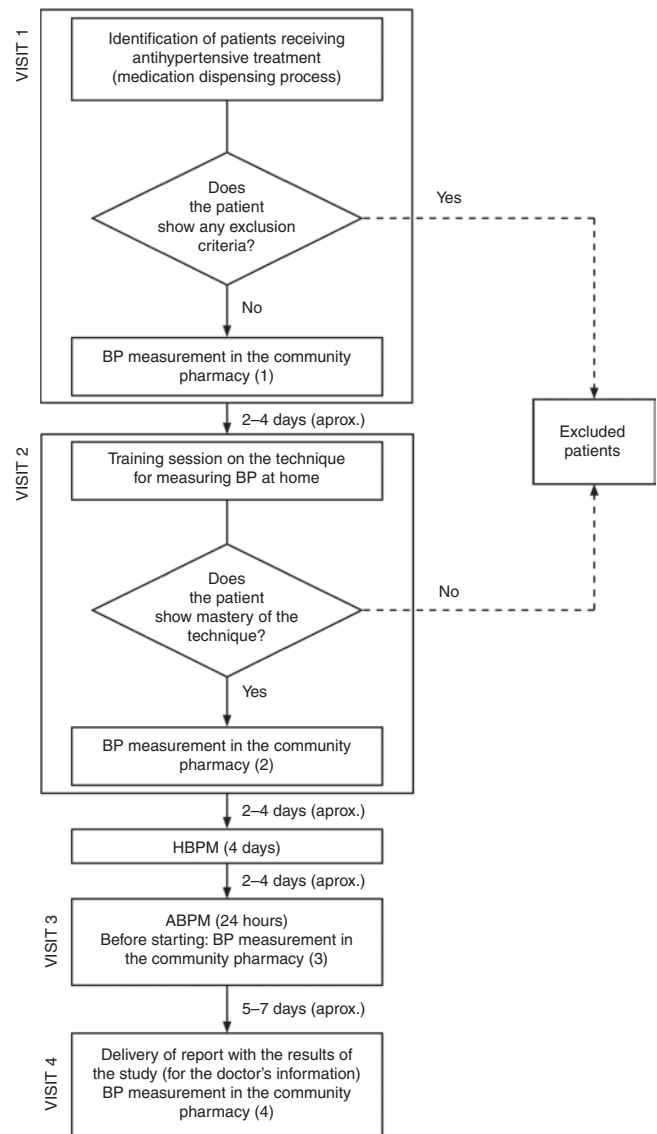 VISIT 1
Identification of patients receiving
antihypertensive treatment
(medication dispensing process)
Does
the patient
show any exclusion
criteria?
Yes
No
BP measurement in the community
pharmacy (1)
2–4 days (aprox.)
Excluded
patients
VISIT 2
Training session on the technique
for measuring BP at home
Does
the patient
show mastery of the
technique?
No
Yes
BP measurement in the community
pharmacy (2)
2–4 days (aprox.)
HBPM (4 days)
2–4 days (aprox.)
VISIT 3
ABPM (24 hours)
Before starting: BP measurement in
the community pharmacy (3)
5–7 days (aprox.)
VISIT 4
Delivery of report with the results of
the study (for the doctor's information)
BP measurement in the community
pharmacy (4)